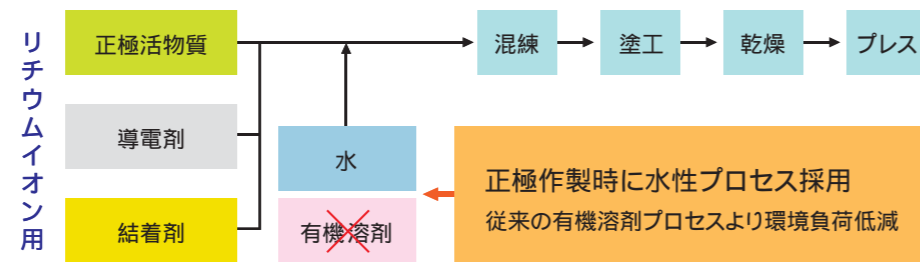 リチウムイオン用
正極活物質
混練
塗工
乾燥
プレス
導電剤
水
結着剤
有機溶剤
正極作製時に水性プロセス採用
従来の有機溶剤プロセスより環境負荷低減